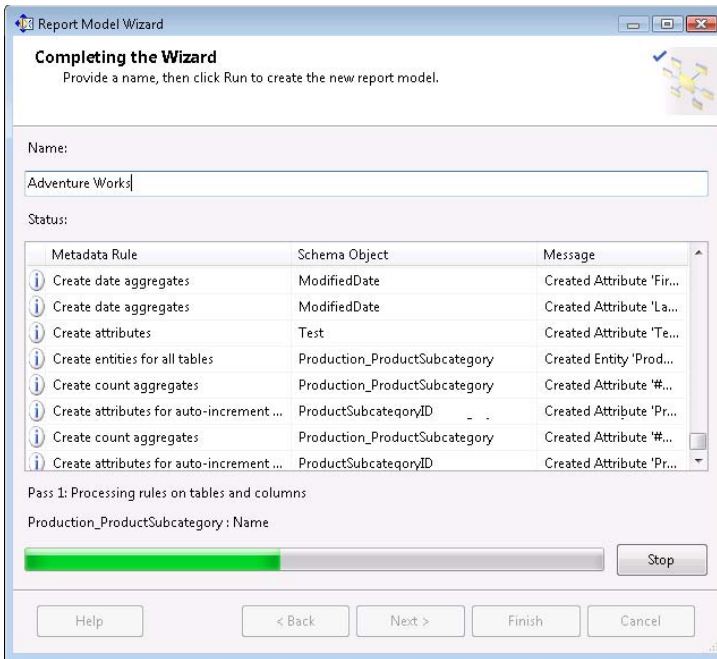 Report Model Wizard
Completing the Wizard
Provide a name, then click Run to create the new report model.
Name:
Adventure Works
Status:
Metadata Rule Schema Object Message
Create date aggregates ModifiedDate Created Attribute 'Fir...
Create date aggregates ModifiedDate Created Attribute 'La...
Create attributes Test Created Attribute 'Te...
Create entities for all tables Production_ProductSubcategory Created Entity 'Prod...
Create count aggregates Production_ProductSubcategory Created Attribute '#...
Create attributes for auto-increment ... ProductSubcategoryID Created Attribute 'Pr...
Create count aggregates Production_ProductSubcategory Created Attribute '#...
Create attributes for auto-increment ... ProductSubcategoryID Created Attribute 'Pr...
Pass 1: Processing rules on tables and columns
Production_ProductSubcategory : Name
Stop
Help < Back Next > Finish Cancel